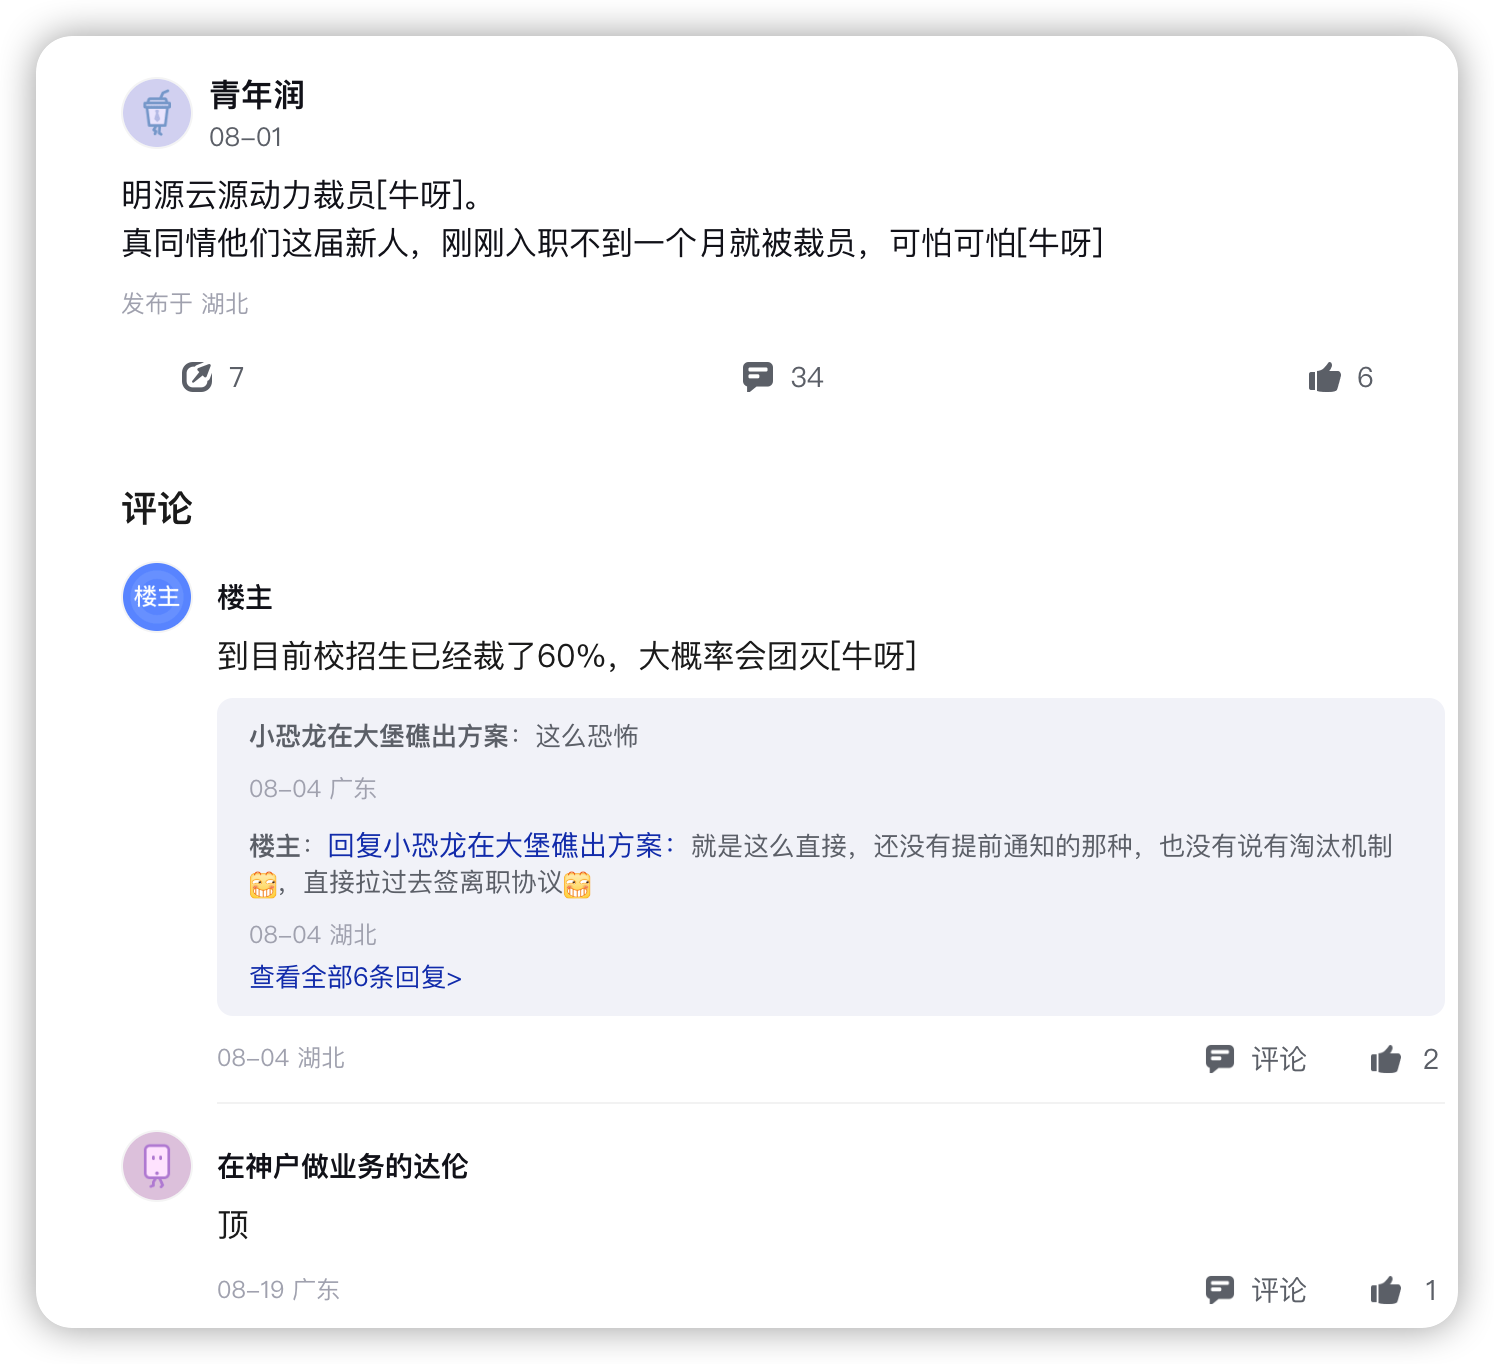 青年润
08-01
明源云源动力裁员[牛呀]。
真同情他们这届新人，刚刚入职不到一个月就被裁员，可怕可怕[牛呀]
发布于 湖北
7
34
6
评论
楼主
楼主
到目前校招生已经裁了60%，大概率会团灭[牛呀]
小恐龙在大堡礁出方案：这么恐怖
08-04 广东
楼主：回复小恐龙在大堡礁出方案：就是这么直接，还没有提前通知的那种，也没有说有淘汰机制
，直接拉过去签离职协议
08-04 湖北
查看全部6条回复>
08-04 湖北
评论
2
在神户做业务的达伦
顶
08-19 广东
评论
1